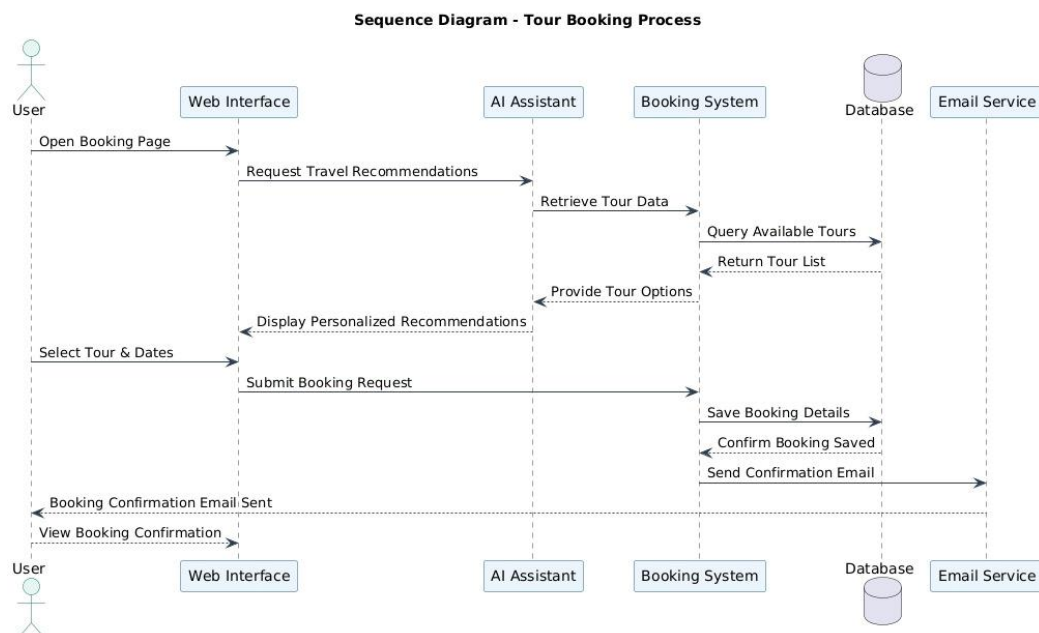 Sequence Diagram - Tour Booking Process
User
Web Interface
AI Assistant
Booking System
Database
Email Service
Open Booking Page
Request Travel Recommendations
Retrieve Tour Data
Query Available Tours
Return Tour List
Provide Tour Options
Display Personalized Recommendations
Select Tour & Dates
Submit Booking Request
Save Booking Details
Confirm Booking Saved
Send Confirmation Email
Booking Confirmation Email Sent
View Booking Confirmation
User
Web Interface
AI Assistant
Booking System
Database
Email Service